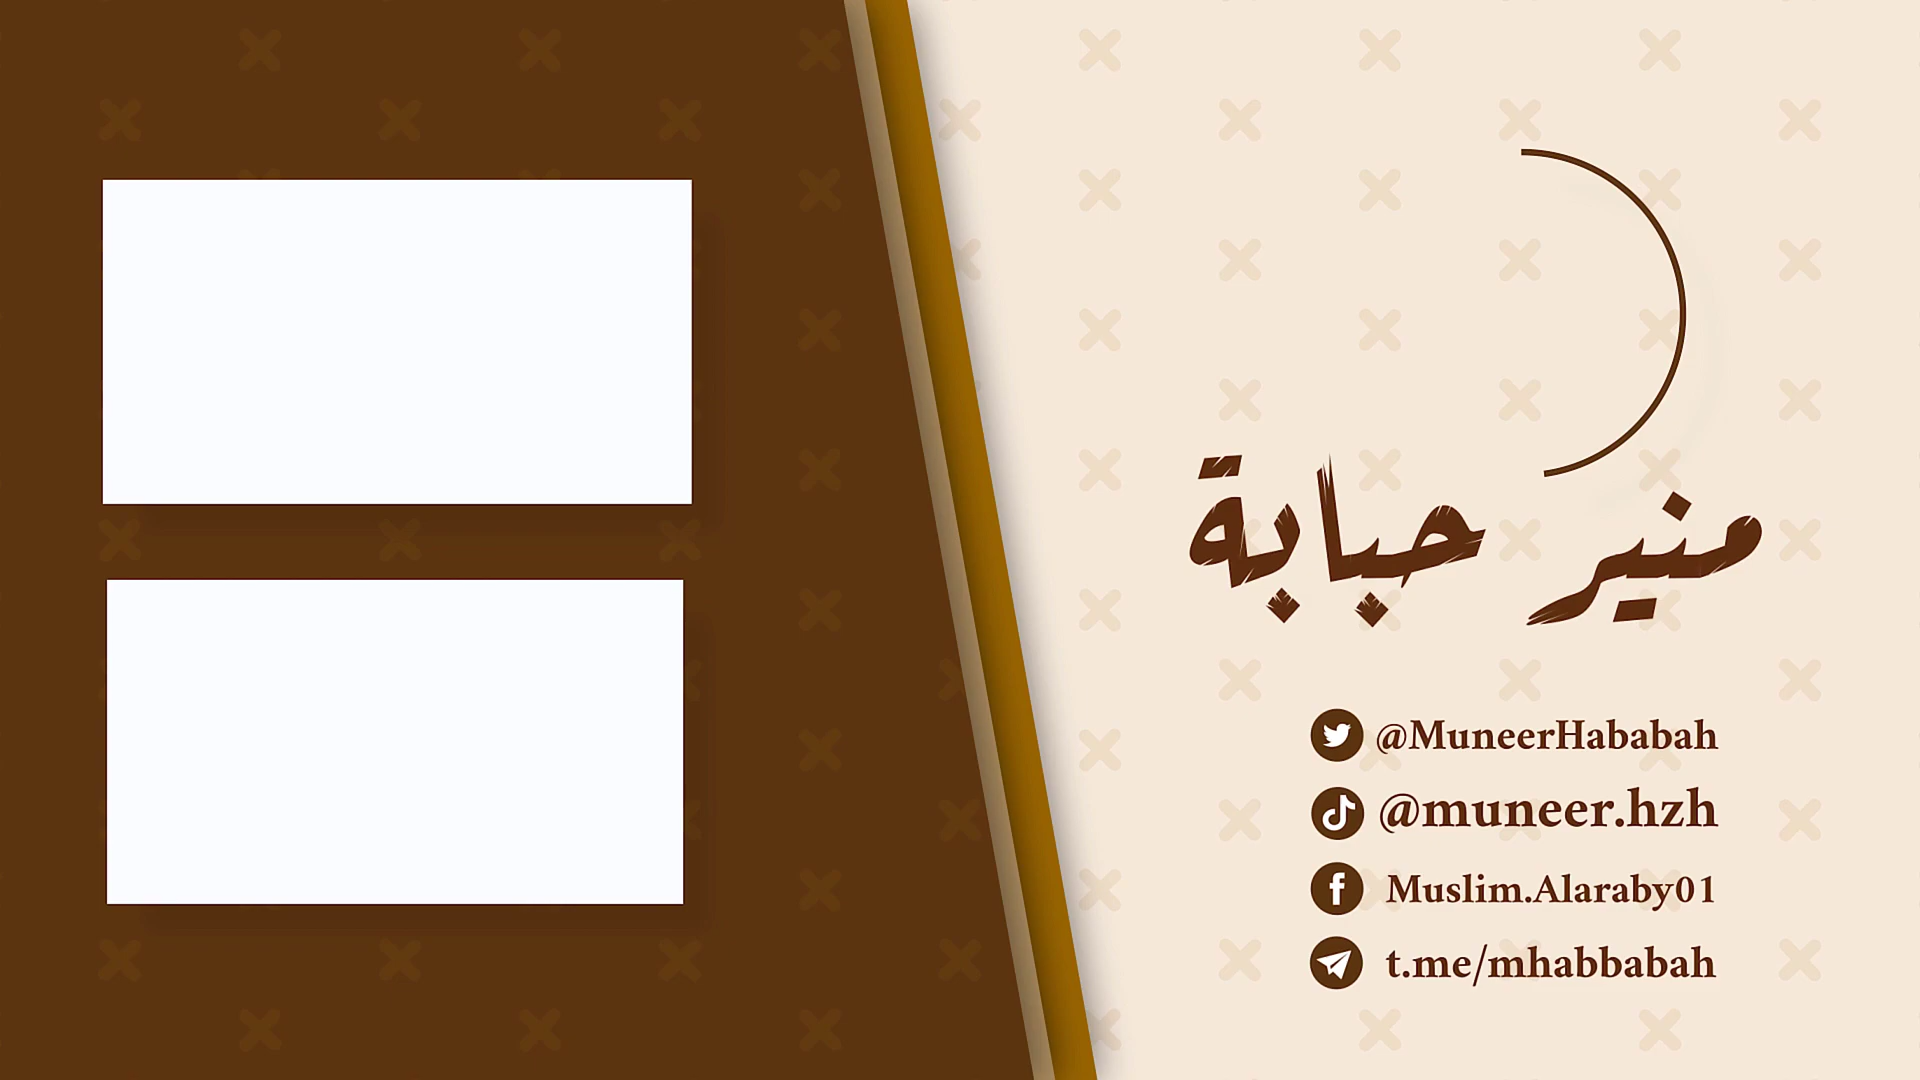 منير حبابة
@MuneerHababah
@muneer.hzh
Muslim.Alaraby01
t.me/mhabbabah